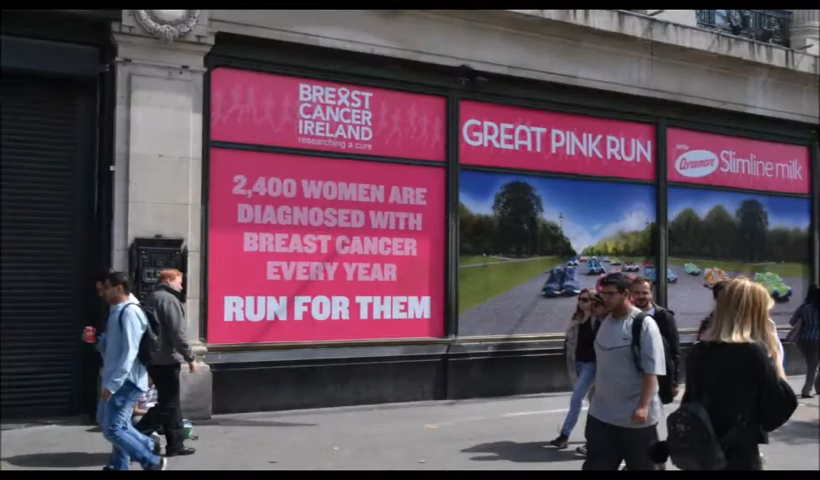 BREAST
CANCER
IRELAND
researching a cure
2,400 WOMEN ARE
DIAGNOSED WITH
BREAST CANCER
EVERY YEAR
RUN FOR THEM
GREAT PINK RUN
WITH
Avonmore
Slimline milk